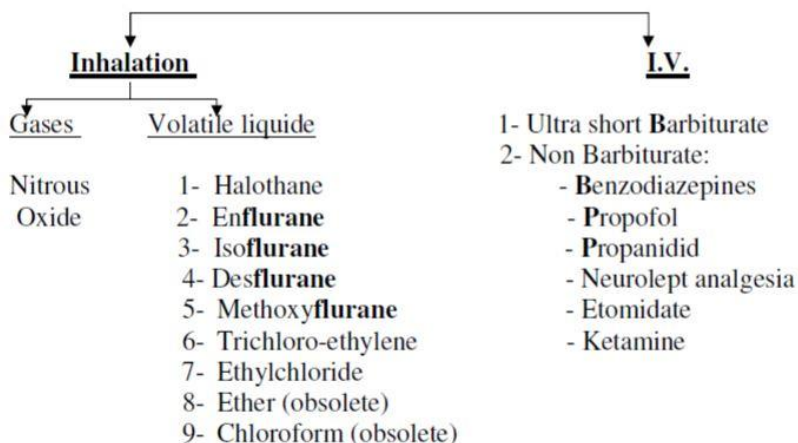 Inhalation
Gases
Nitrous
Oxide
Volatile liquide
1- Halothane
2- Enflurane
3- Isoflurane
4- Desflurane
5- Methoxyflurane
6- Trichloro-ethylene
7- Ethylchloride
8- Ether (obsolete)
9- Chloroform (obsolete)
I.V.
1- Ultra short Barbiturate
2- Non Barbiturate:
- Benzodiazepines
- Propofol
- Propanidid
- Neurolept analgesia
- Etomidate
- Ketamine